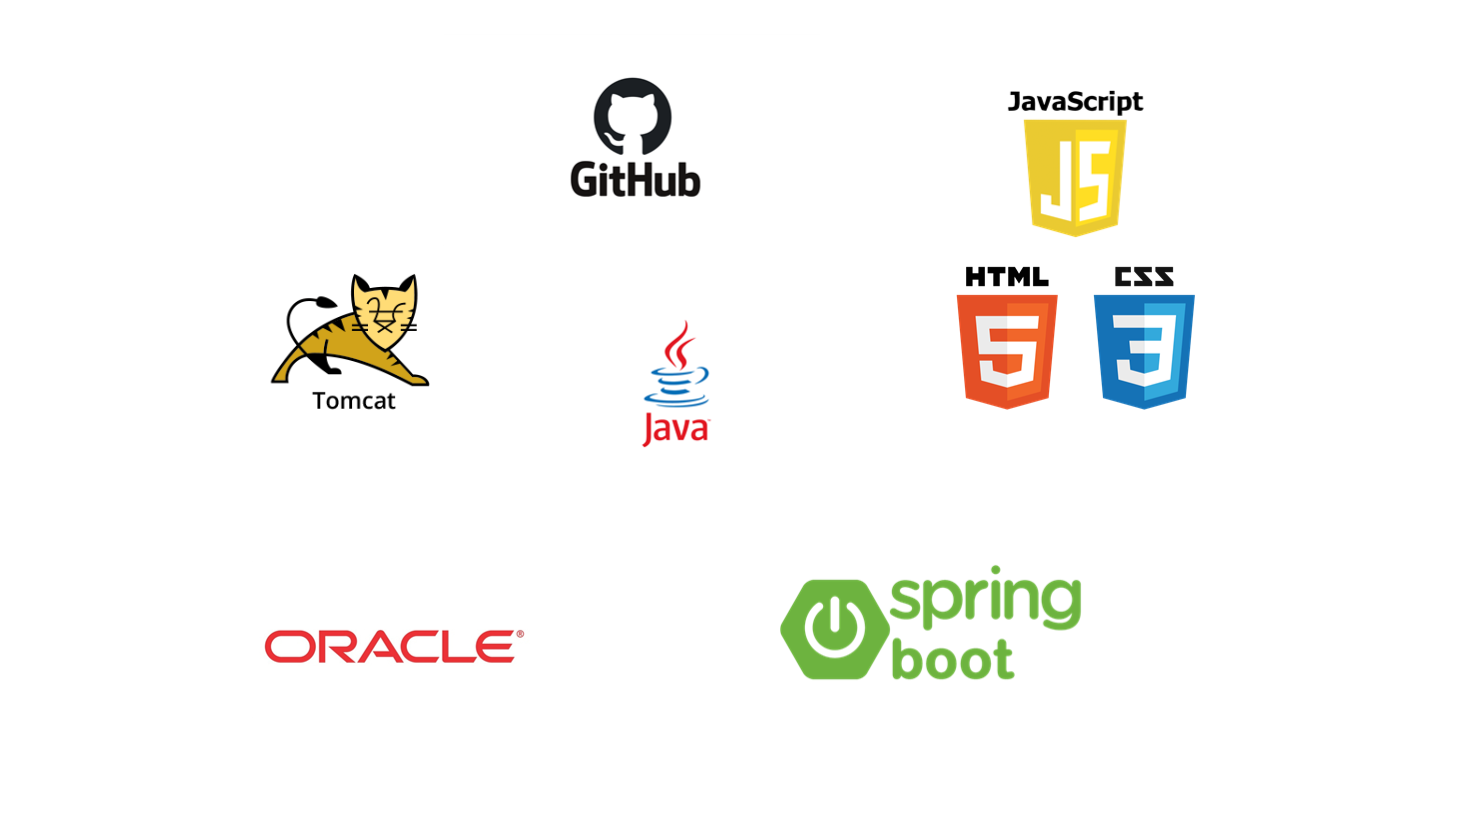 GitHub
JavaScript
JS
HTML
5
CSS
3
Tomcat
Java
ORACLE®
spring
boot